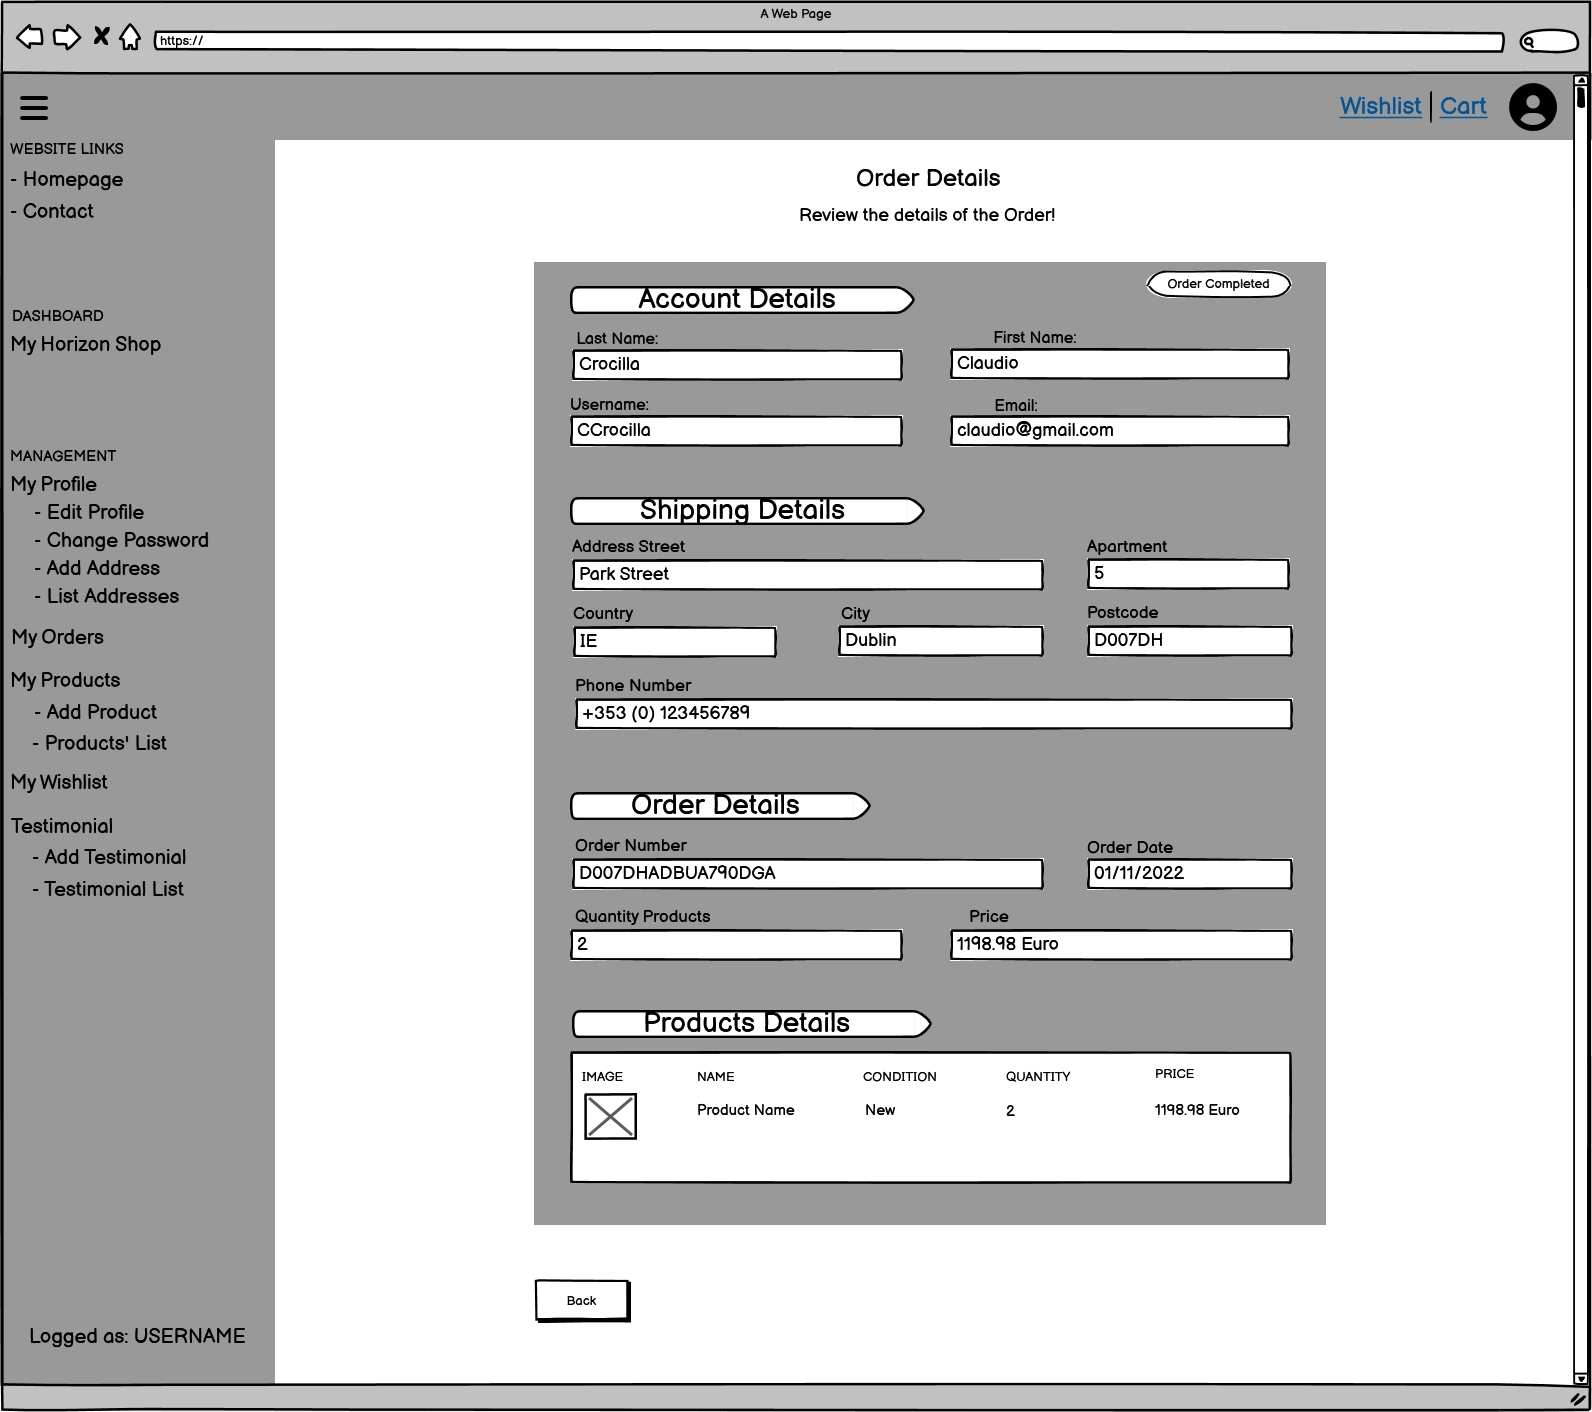 A Web Page
https://
Wishlist | Cart
WEBSITE LINKS
- Homepage
- Contact
DASHBOARD
My Horizon Shop
MANAGEMENT
My Profile
- Edit Profile
- Change Password
- Add Address
- List Addresses
My Orders
My Products
- Add Product
- Products' List
My Wishlist
Testimonial
- Add Testimonial
- Testimonial List
Logged as: USERNAME
Order Details
Review the details of the Order!
Order Completed
Account Details
Last Name: First Name:
Crocilla Claudio
Username: Email:
CCrocilla claudio@gmail.com
Shipping Details
Address Street Apartment
Park Street 5
Country City Postcode
IE Dublin D007DH
Phone Number
+353 (0) 123456789
Order Details
Order Number Order Date
D007DHADBUA790DGA 01/11/2022
Quantity Products Price
2 1198.98 Euro
Products Details
IMAGE NAME CONDITION QUANTITY PRICE
Product Name New 2 1198.98 Euro
Back